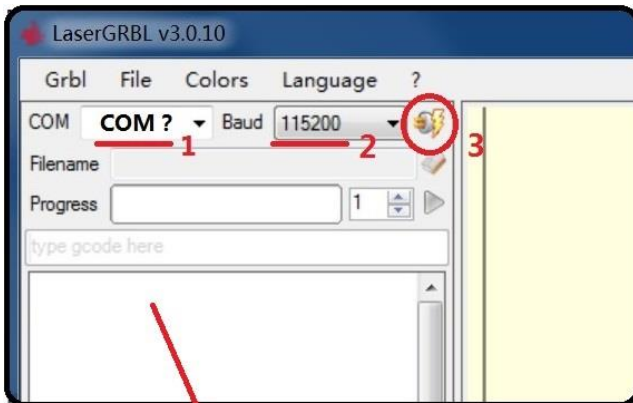 LaserGRBL v3.0.10
Grbl File Colors Language ?
COM COM ? Baud 115200
1 2 3
Filename
Progress 1
type gcode here